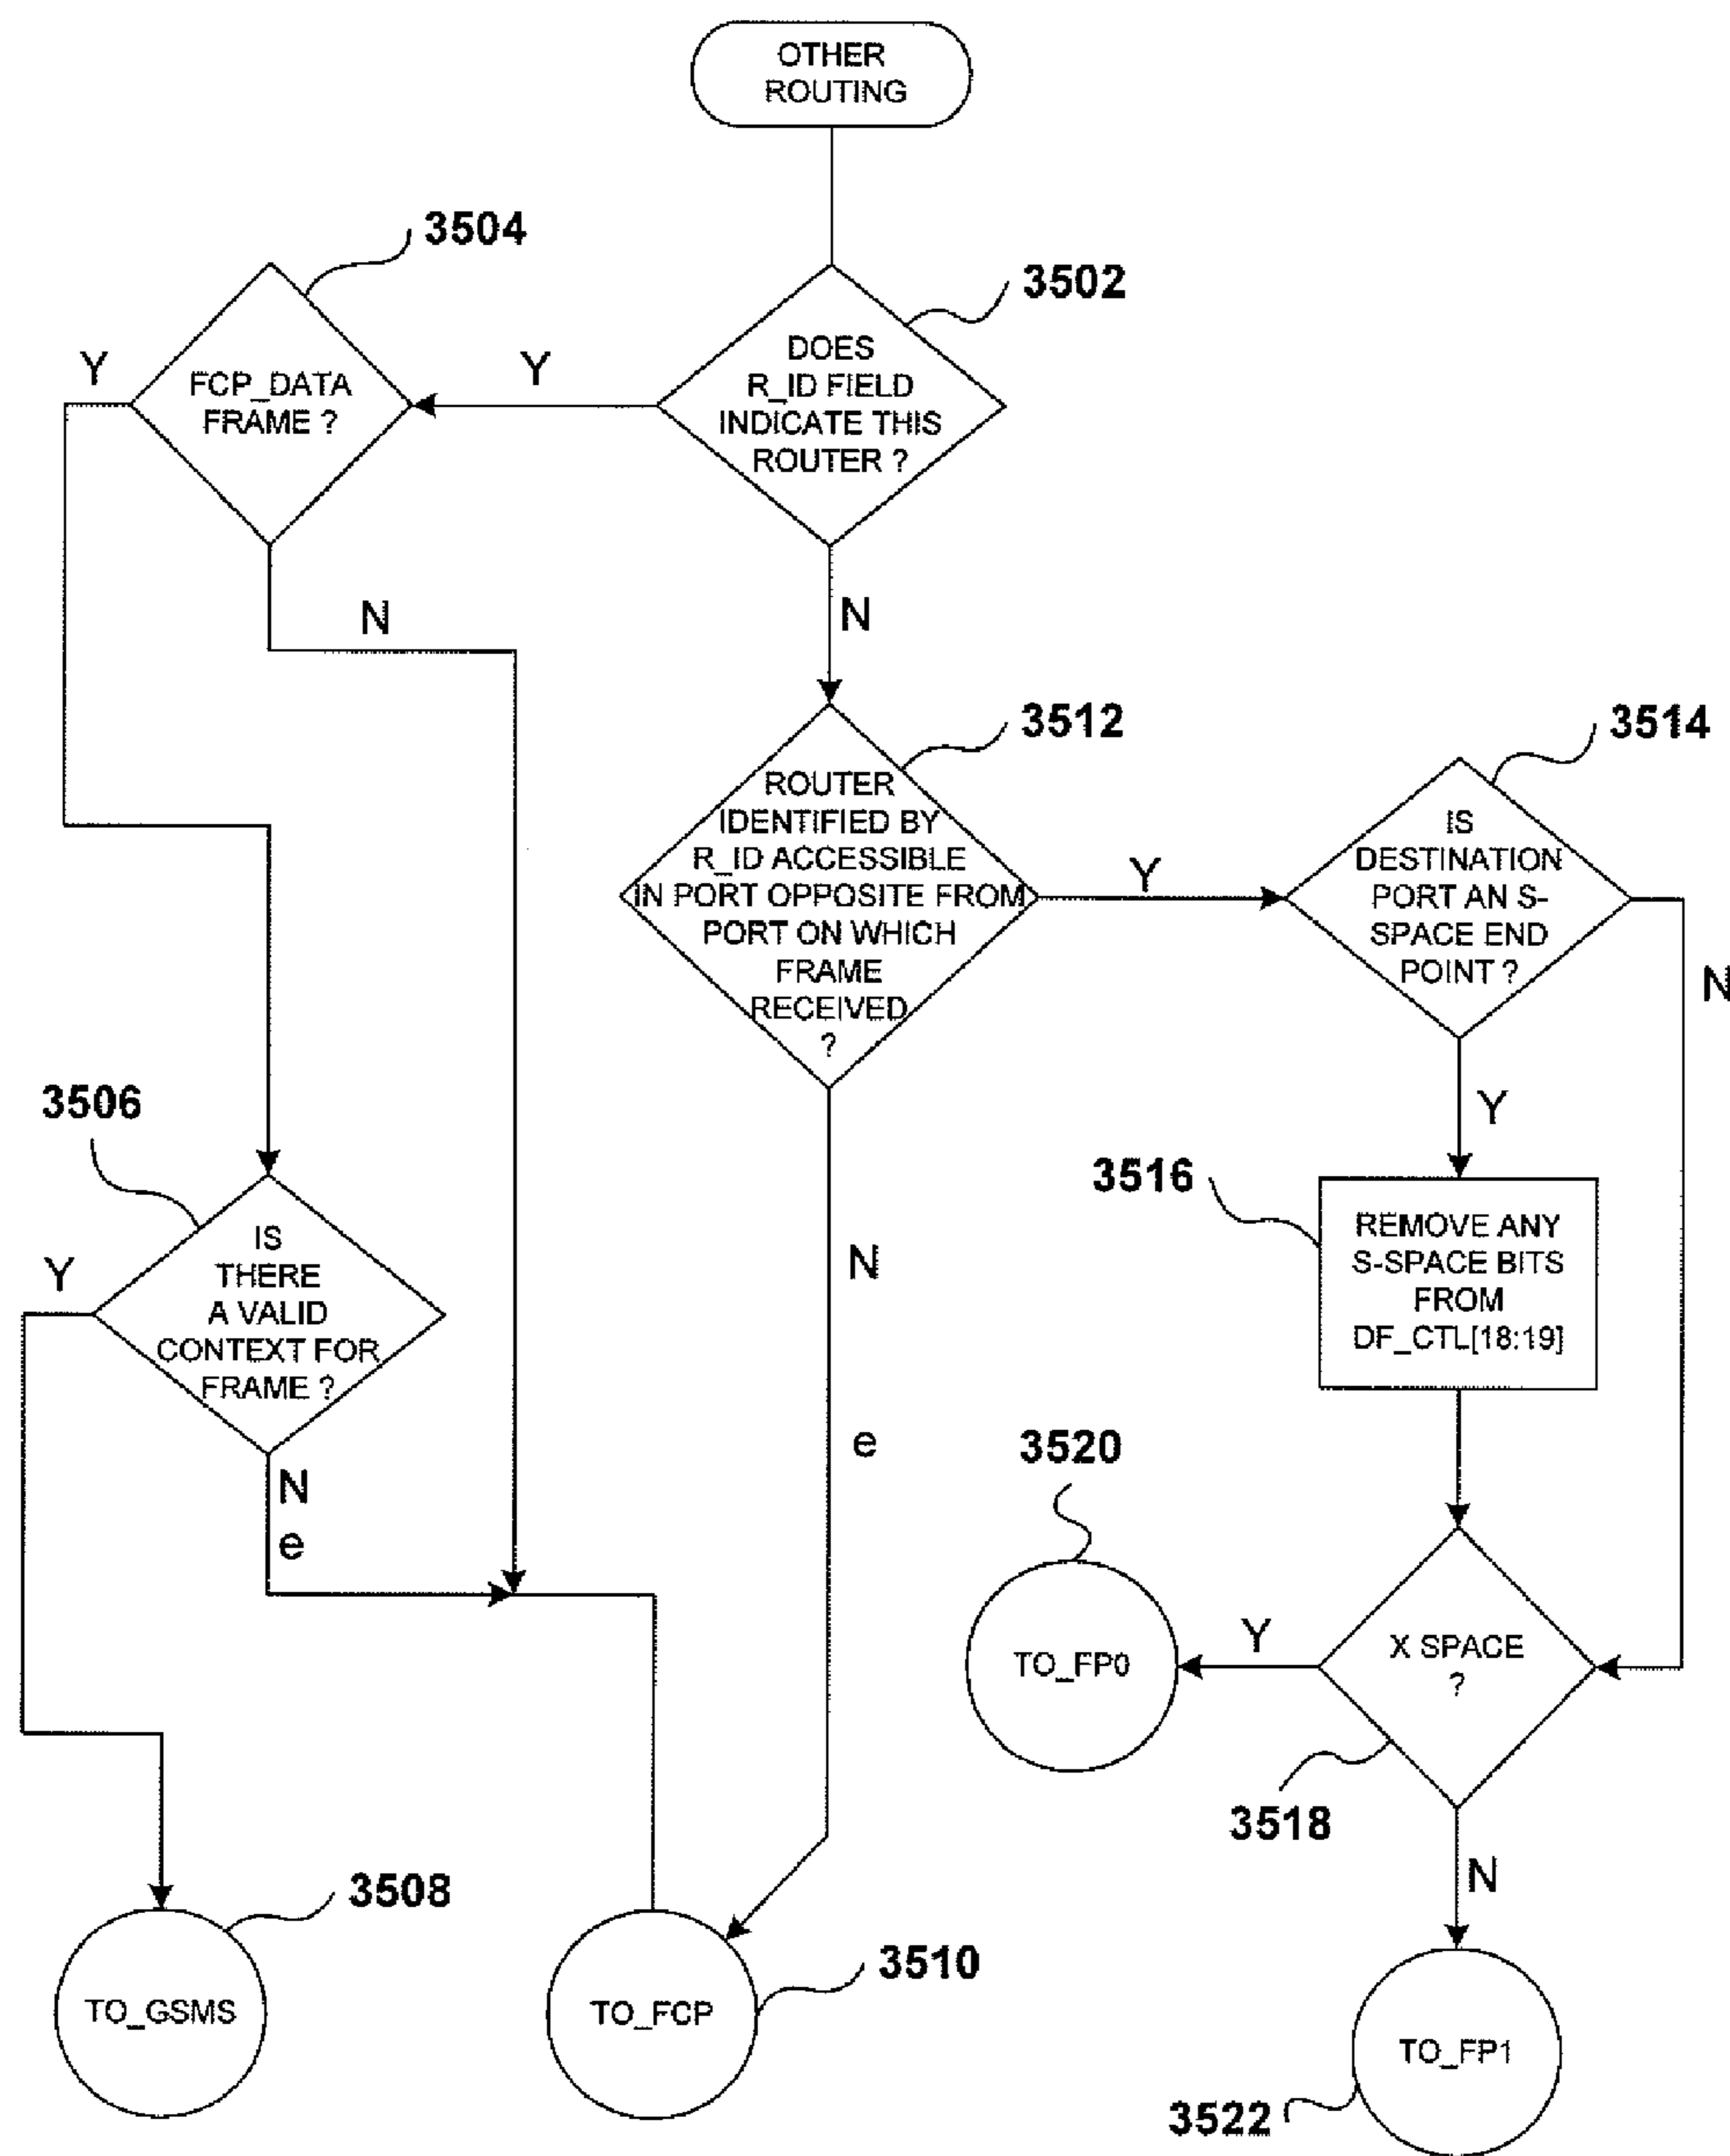 OTHER
ROUTING
3504
3502
DOES
R_ID FIELD
INDICATE THIS
ROUTER ?
Y
FCP_DATA
FRAME ?
Y
N
N
3512
ROUTER
IDENTIFIED BY
R_ID ACCESSIBLE
IN PORT OPPOSITE FROM
PORT ON WHICH
FRAME
RECEIVED
?
Y
3514
IS
DESTINATION
PORT AN S-
SPACE END
POINT ?
N
Y
3506
IS
THERE
A VALID
CONTEXT FOR
FRAME ?
Y
N
e
N
e
3516
REMOVE ANY
S-SPACE BITS
FROM
DF_CTL[18:19]
3520
TO_FP0
Y
X SPACE
?
3518
N
3508
TO_GSMS
3510
TO_FCP
TO_FP1
3522